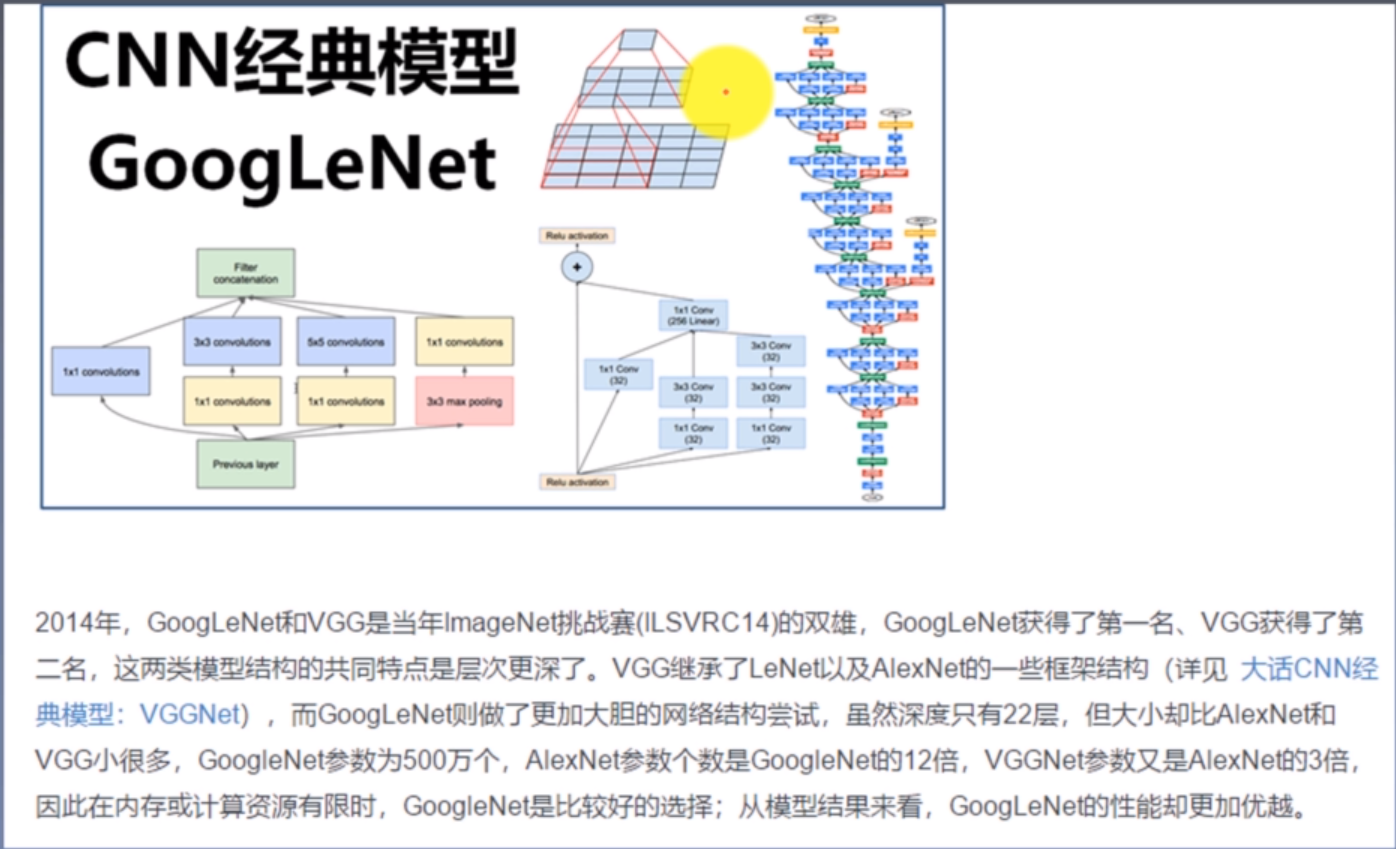 CNN经典模型
GoogLeNet
Filter
concatenation
3x3 convolutions
5x5 convolutions
1x1 convolutions
1x1 convolutions
1x1 convolutions
1x1 convolutions
3x3 max pooling
Previous layer
Relu activation
+
1x1 Conv
(256 Linear)
3x3 Conv
(32)
1x1 Conv
(32)
3x3 Conv
(32)
3x3 Conv
(32)
1x1 Conv
(32)
1x1 Conv
(32)
Relu activation
2014年，GoogLeNet和VGG是当年ImageNet挑战赛(ILSVRC14)的双雄，GoogLeNet获得了第一名、VGG获得了第
二名，这两类模型结构的共同特点是层次更深了。VGG继承了LeNet以及AlexNet的一些框架结构（详见 大话CNN经
典模型：VGGNet），而GoogLeNet则做了更加大胆的网络结构尝试，虽然深度只有22层，但大小却比AlexNet和
VGG小很多，GoogleNet参数为500万个，AlexNet参数个数是GoogleNet的12倍，VGGNet参数又是AlexNet的3倍，
因此在内存或计算资源有限时，GoogleNet是比较好的选择；从模型结果来看，GoogLeNet的性能却更加优越。